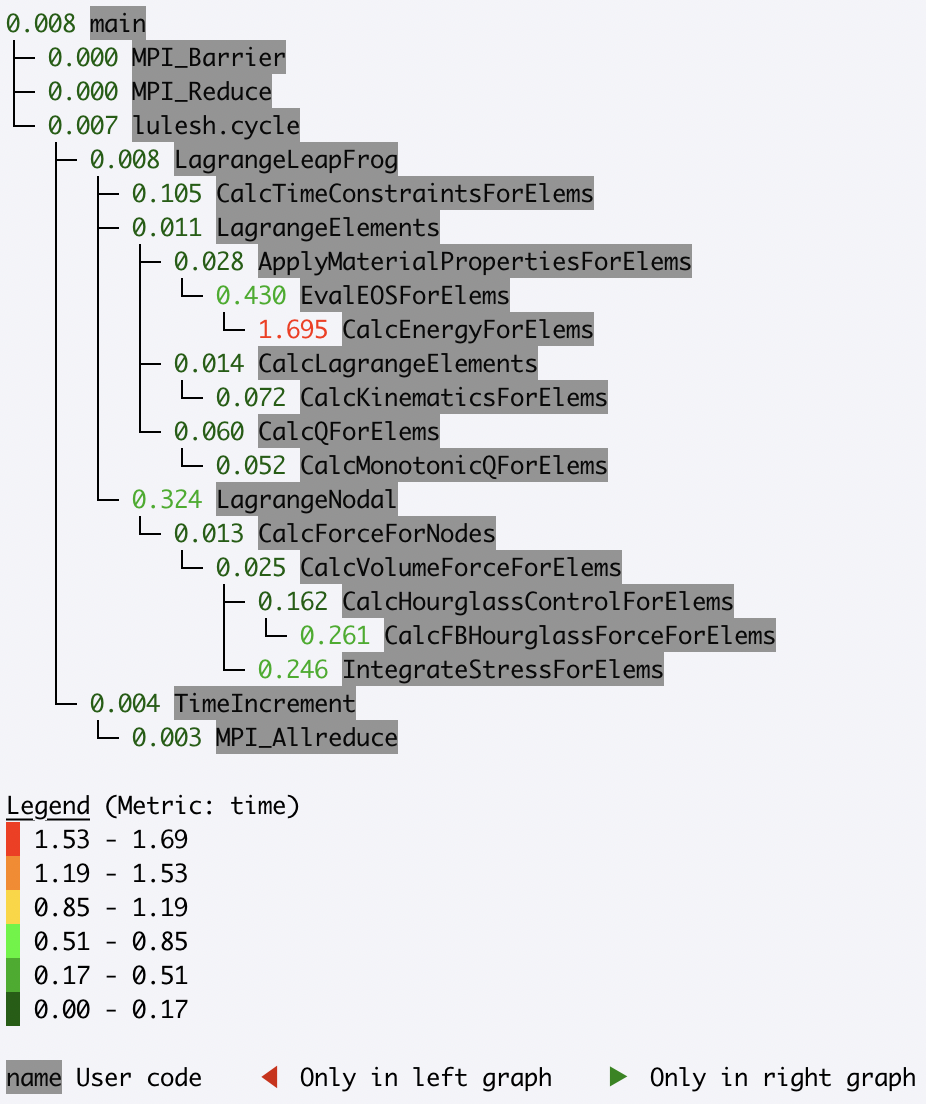 0.008 main
0.000 MPI_Barrier
0.000 MPI_Reduce
0.007 lulesh.cycle
0.008 LagrangeLeapFrog
0.105 CalcTimeConstraintsForElems
0.011 LagrangeElements
0.028 ApplyMaterialPropertiesForElems
0.430 EvalEOSForElems
1.695 CalcEnergyForElems
0.014 CalcLagrangeElements
0.072 CalcKinematicsForElems
0.060 CalcQForElems
0.052 CalcMonotonicQForElems
0.324 LagrangeNodal
0.013 CalcForceForNodes
0.025 CalcVolumeForceForElems
0.162 CalcHourglassControlForElems
0.261 CalcFBHourglassForceForElems
0.246 IntegrateStressForElems
0.004 TimeIncrement
0.003 MPI_Allreduce
Legend (Metric: time)
1.53 - 1.69
1.19 - 1.53
0.85 - 1.19
0.51 - 0.85
0.17 - 0.51
0.00 - 0.17
name User code ◀ Only in left graph ▶ Only in right graph